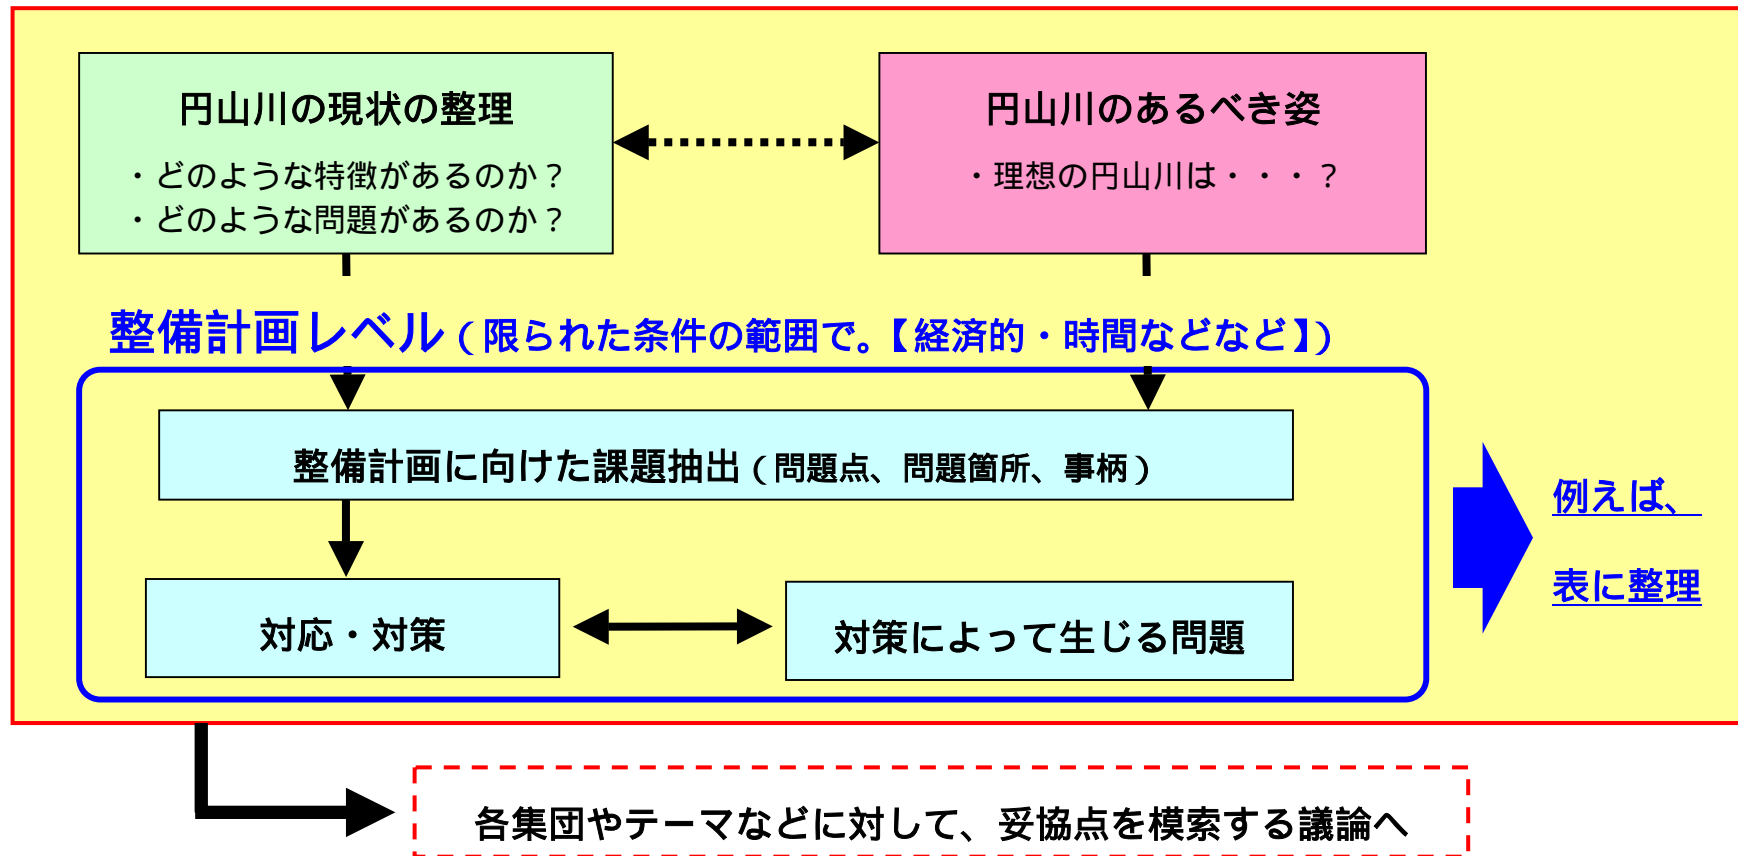 円山川の現状の整理
・どのような特徴があるのか？
・どのような問題があるのか？
円山川のあるべき姿
・理想の円山川は・・・？
整備計画レベル（限られた条件の範囲で。【経済的・時間などなど】）
整備計画に向けた課題抽出（問題点、問題箇所、事柄）
対応・対策
対策によって生じる問題
例えば、
表に整理
各集団やテーマなどに対して、妥協点を模索する議論へ